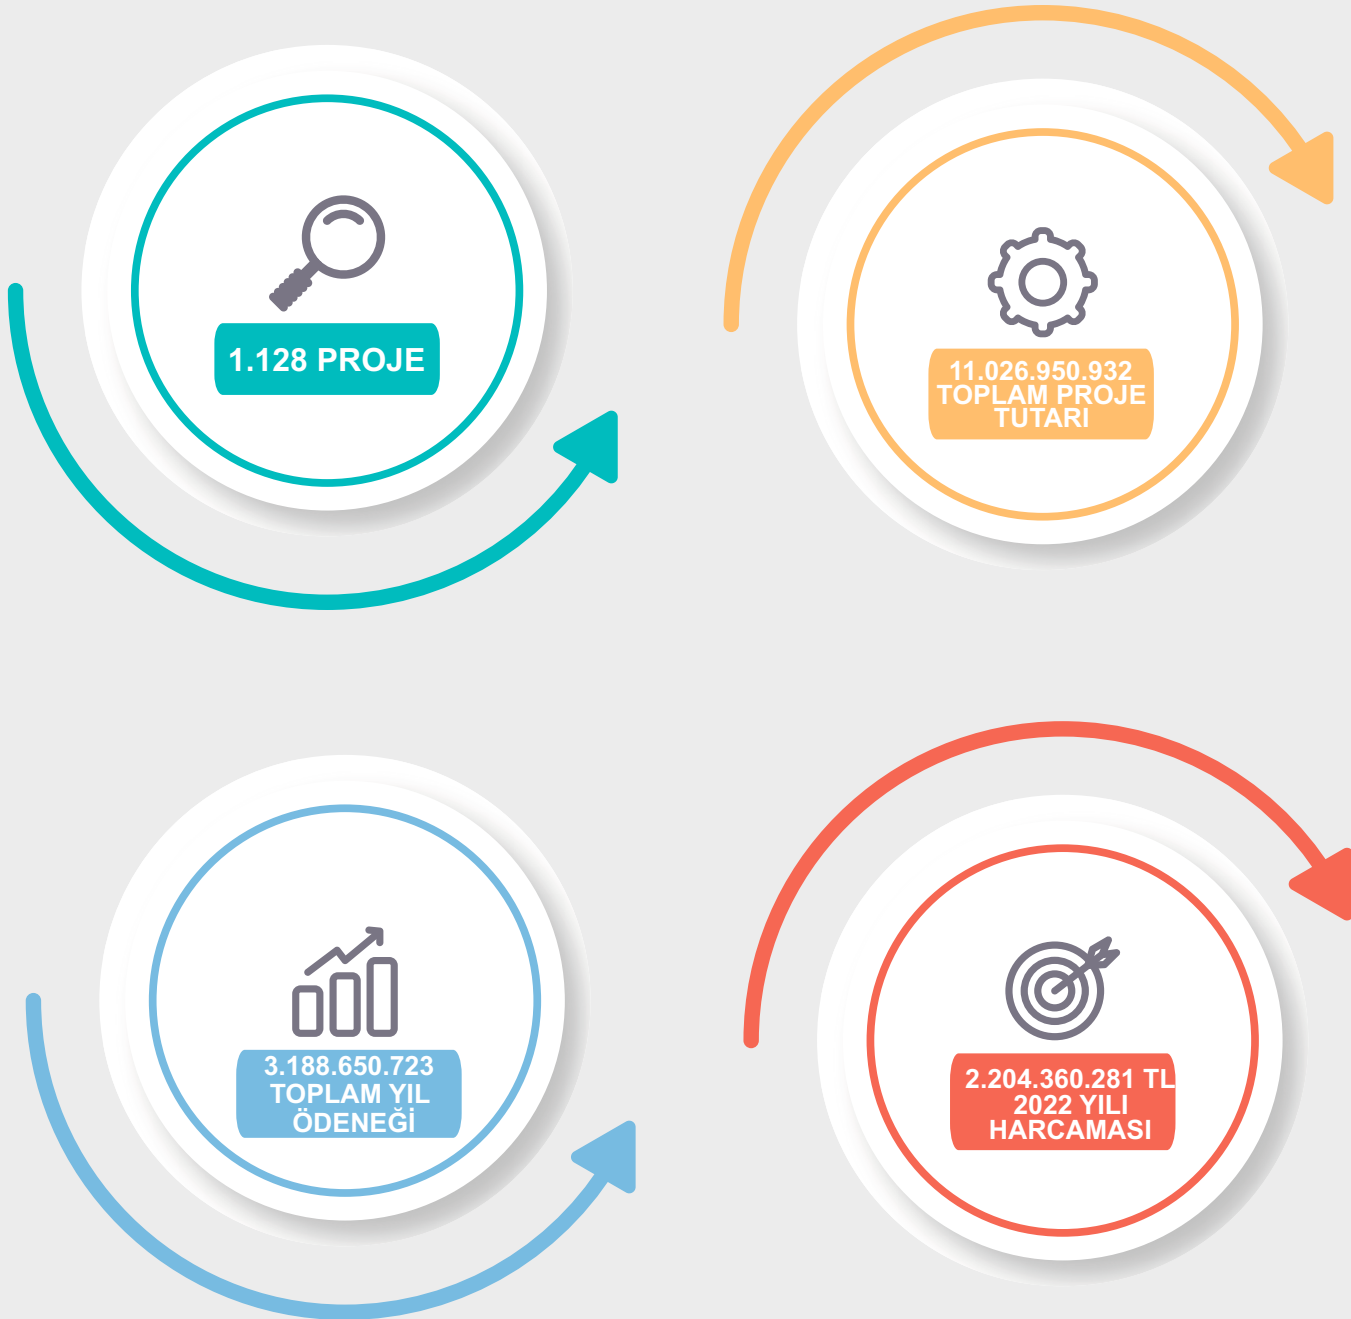 1.128 PROJE
11.026.950.932
TOPLAM PROJE
TUTARI
3.188.650.723
TOPLAM YIL
ÖDENEĞİ
2.204.360.281 TL
2022 YILI
HARCAMASI